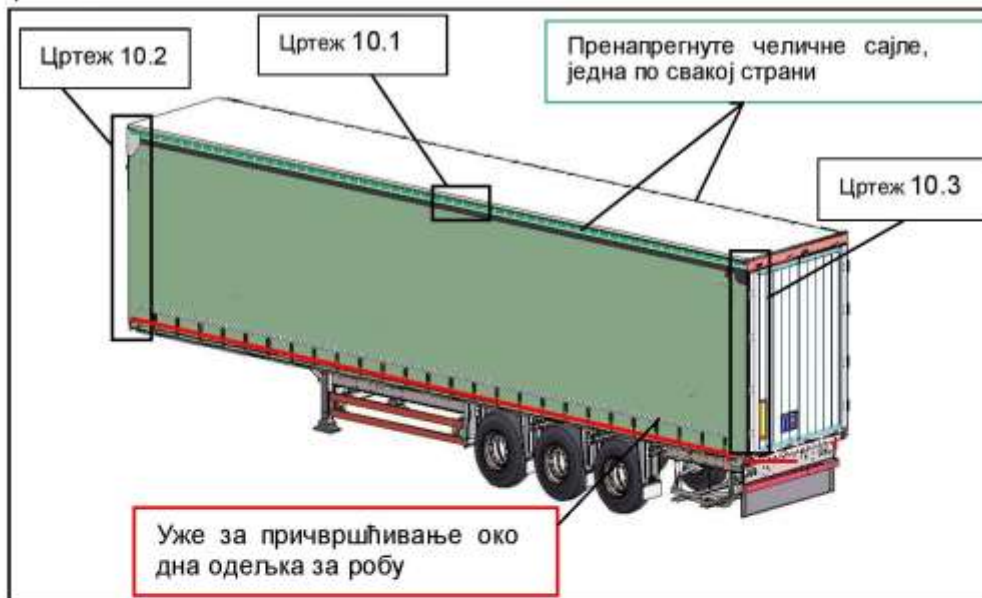 Цртеж 10.2
Цртеж 10.1
Пренапрегнуте челичне сајле,
једна по свакој страни
Цртеж 10.3
Уже за причвршћивање око
дна одељка за робу